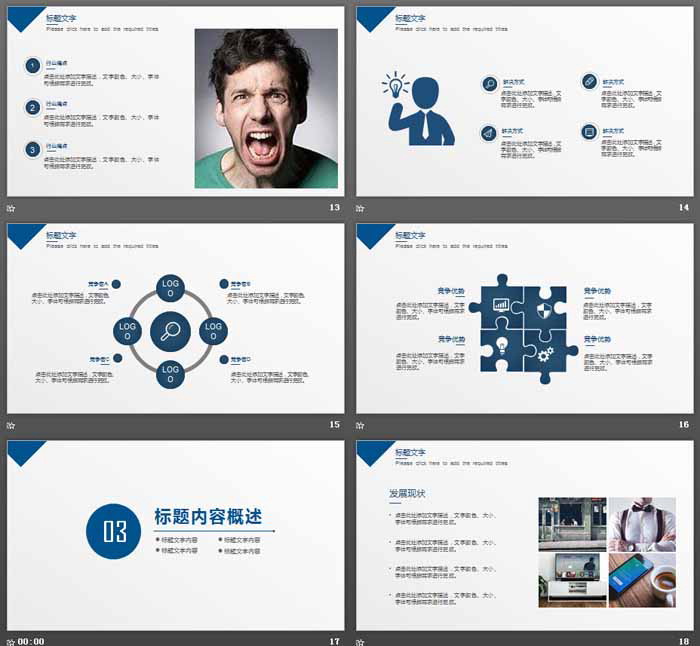 标题文字
Please click here to add the required titles
1
行业痛点
点击此处添加文字描述，文字颜色、大小、字体
可根据需求进行更改。
2
行业痛点
点击此处添加文字描述，文字颜色、大小、字体
可根据需求进行更改。
3
行业痛点
点击此处添加文字描述，文字颜色、大小、字体
可根据需求进行更改。
13
标题文字
Please click here to add the required titles
解决方式
点击此处添加文字描述，文字
颜色、大小、字体可根据
需求进行更改。
解决方式
点击此处添加文字描述，文字
颜色、大小、字体可根据
需求进行更改。
解决方式
点击此处添加文字描述，文字
颜色、大小、字体可根据
需求进行更改。
解决方式
点击此处添加文字描述，文字
颜色、大小、字体可根据
需求进行更改。
14
标题文字
Please click here to add the required titles
竞争者A
点击此处添加文字描述，文字颜色、
大小、字体可根据需求进行更改。
竞争者B
点击此处添加文字描述，文字颜色、
大小、字体可根据需求进行更改。
LOG
O
LOG
O
LOG
O
LOG
O
竞争者C
点击此处添加文字描述，文字颜色、
大小、字体可根据需求进行更改。
竞争者D
点击此处添加文字描述，文字颜色、
大小、字体可根据需求进行更改。
15
标题文字
Please click here to add the required titles
竞争优势
点击此处添加文字描述，文字
颜色、大小、字体可根据需求
进行更改。
竞争优势
点击此处添加文字描述，文字
颜色、大小、字体可根据需求
进行更改。
竞争优势
点击此处添加文字描述，文字
颜色、大小、字体可根据需求
进行更改。
竞争优势
点击此处添加文字描述，文字
颜色、大小、字体可根据需求
进行更改。
16
03
标题内容概述
标题文字内容
标题文字内容
标题文字内容
标题文字内容
00:00
17
标题文字
Please click here to add the required titles
发展现状
点击此处添加文字描述，文字颜色、大小、
字体可根据需求进行更改。
点击此处添加文字描述，文字颜色、大小、
字体可根据需求进行更改。
点击此处添加文字描述，文字颜色、大小、
字体可根据需求进行更改。
点击此处添加文字描述，文字颜色、大小、
字体可根据需求进行更改。
18